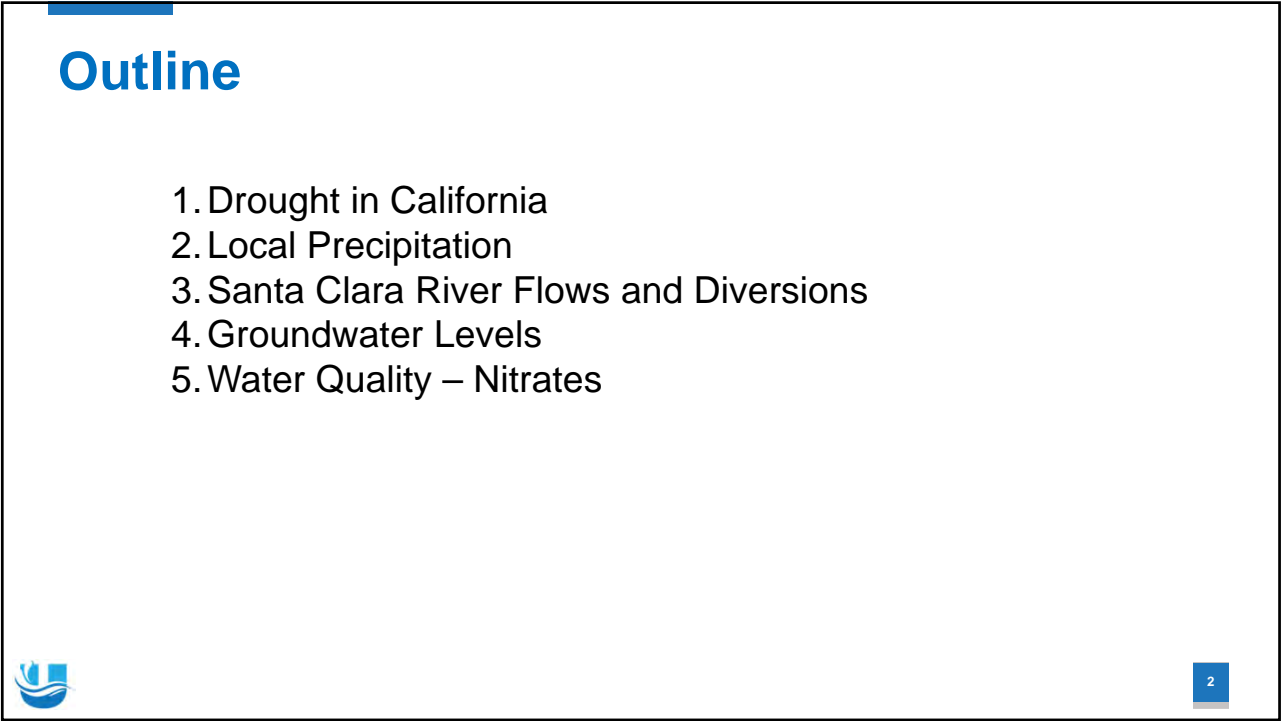 Outline
1. Drought in California
2. Local Precipitation
3. Santa Clara River Flows and Diversions
4. Groundwater Levels
5. Water Quality – Nitrates
2